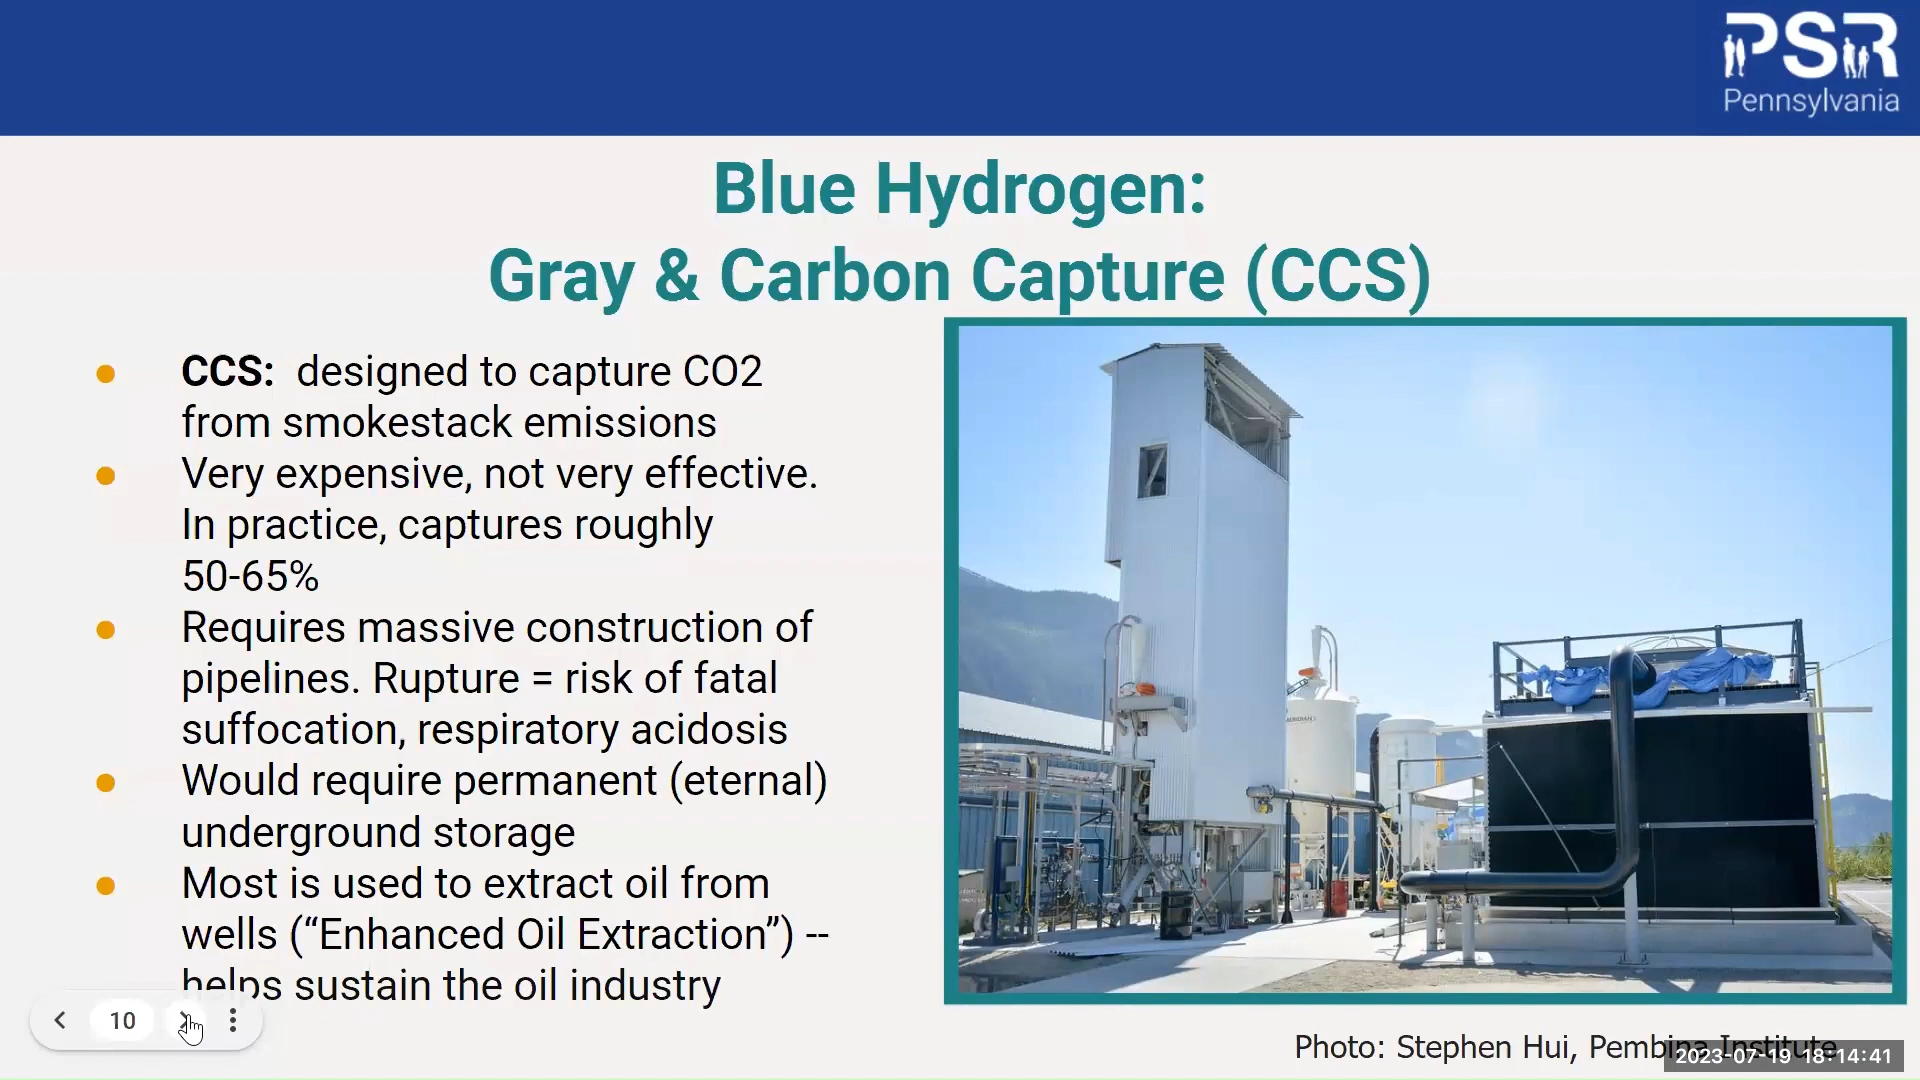 PSR
Pennsylvania
Blue Hydrogen:
Gray & Carbon Capture (CCS)
CCS: designed to capture CO2
from smokestack emissions
Very expensive, not very effective.
In practice, captures roughly
50-65%
Requires massive construction of
pipelines. Rupture = risk of fatal
suffocation, respiratory acidosis
Would require permanent (eternal)
underground storage
Most is used to extract oil from
wells (“Enhanced Oil Extraction”) --
helps sustain the oil industry
10
Photo: Stephen Hui, Pembina Institute
2023-07-19 18:14:41